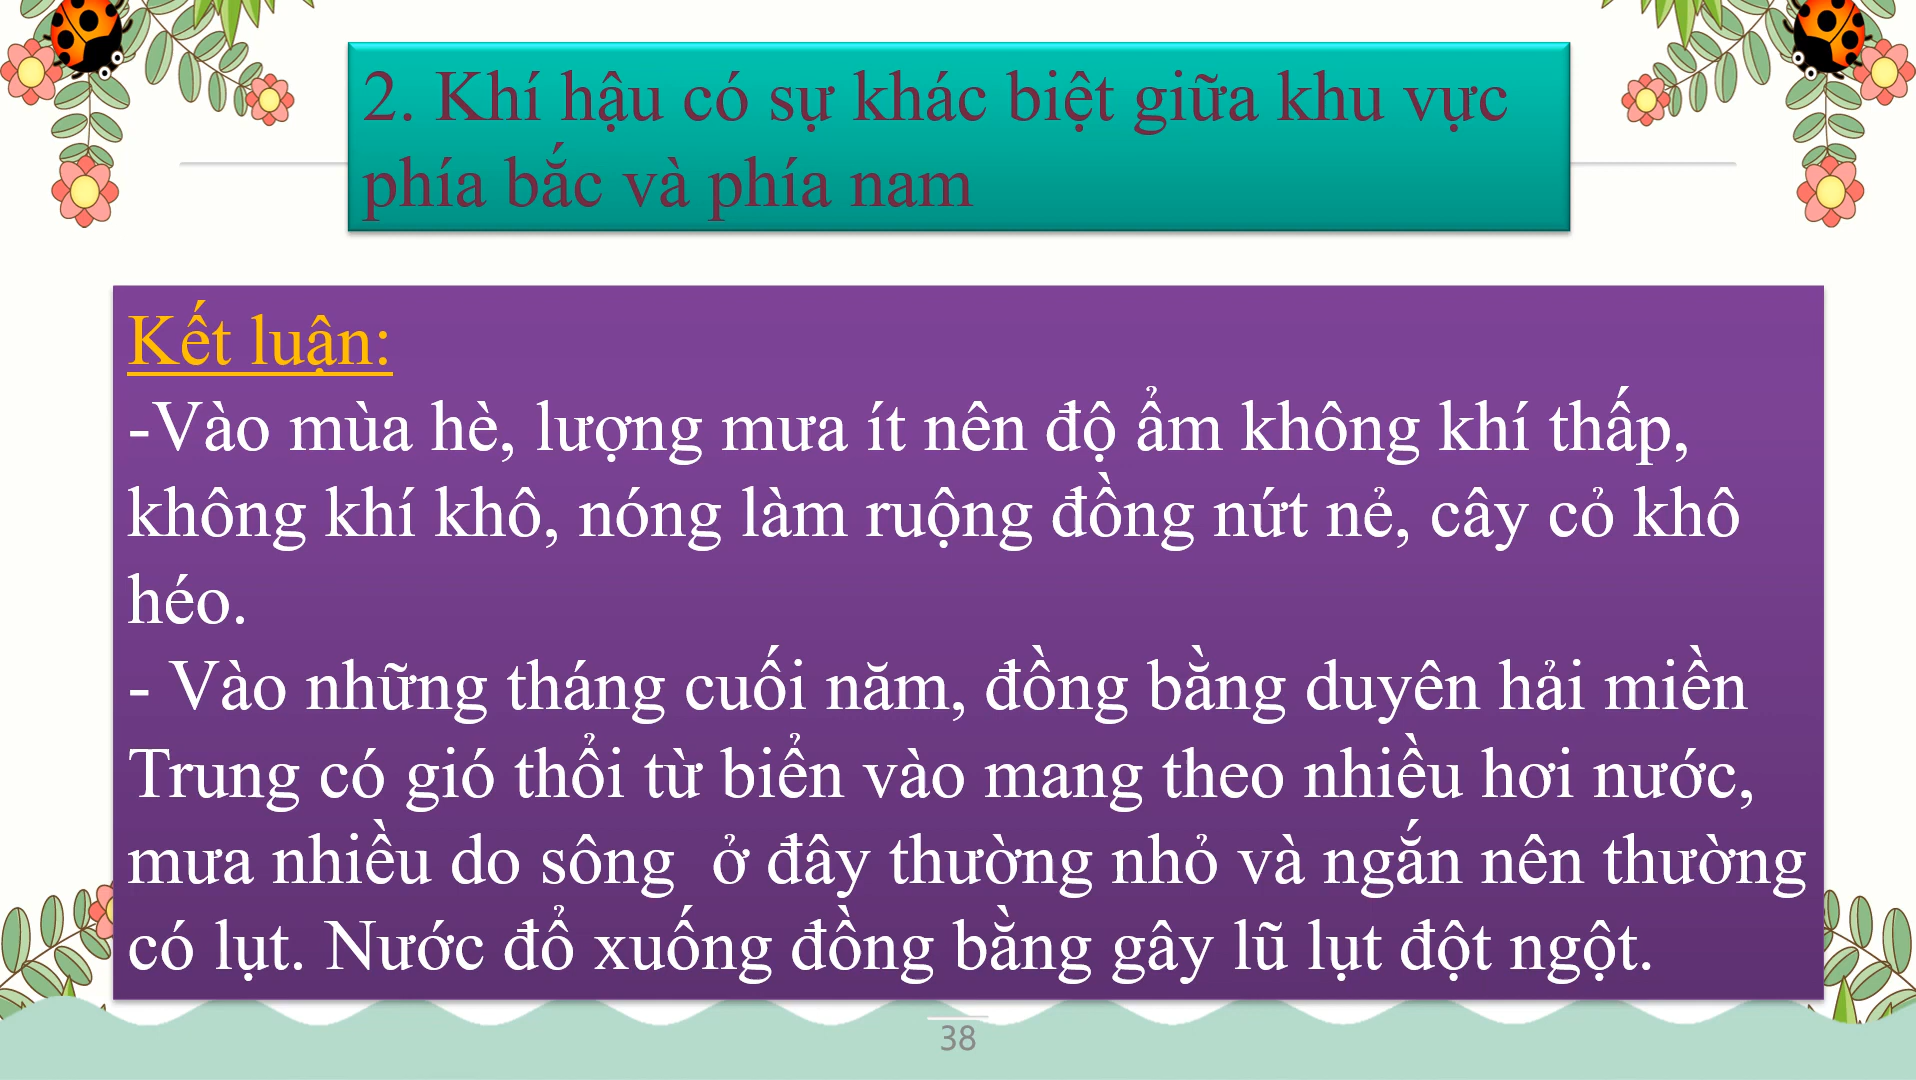 2. Khí hậu có sự khác biệt giữa khu vực
phía bắc và phía nam
Kết luận:
-Vào mùa hè, lượng mưa ít nên độ ẩm không khí thấp,
không khí khô, nóng làm ruộng đồng nứt nẻ, cây cỏ khô
héo.
- Vào những tháng cuối năm, đồng bằng duyên hải miền
Trung có gió thổi từ biển vào mang theo nhiều hơi nước,
mưa nhiều do sông  ở đây thường nhỏ và ngắn nên thường
có lụt. Nước đổ xuống đồng bằng gây lũ lụt đột ngột.
38